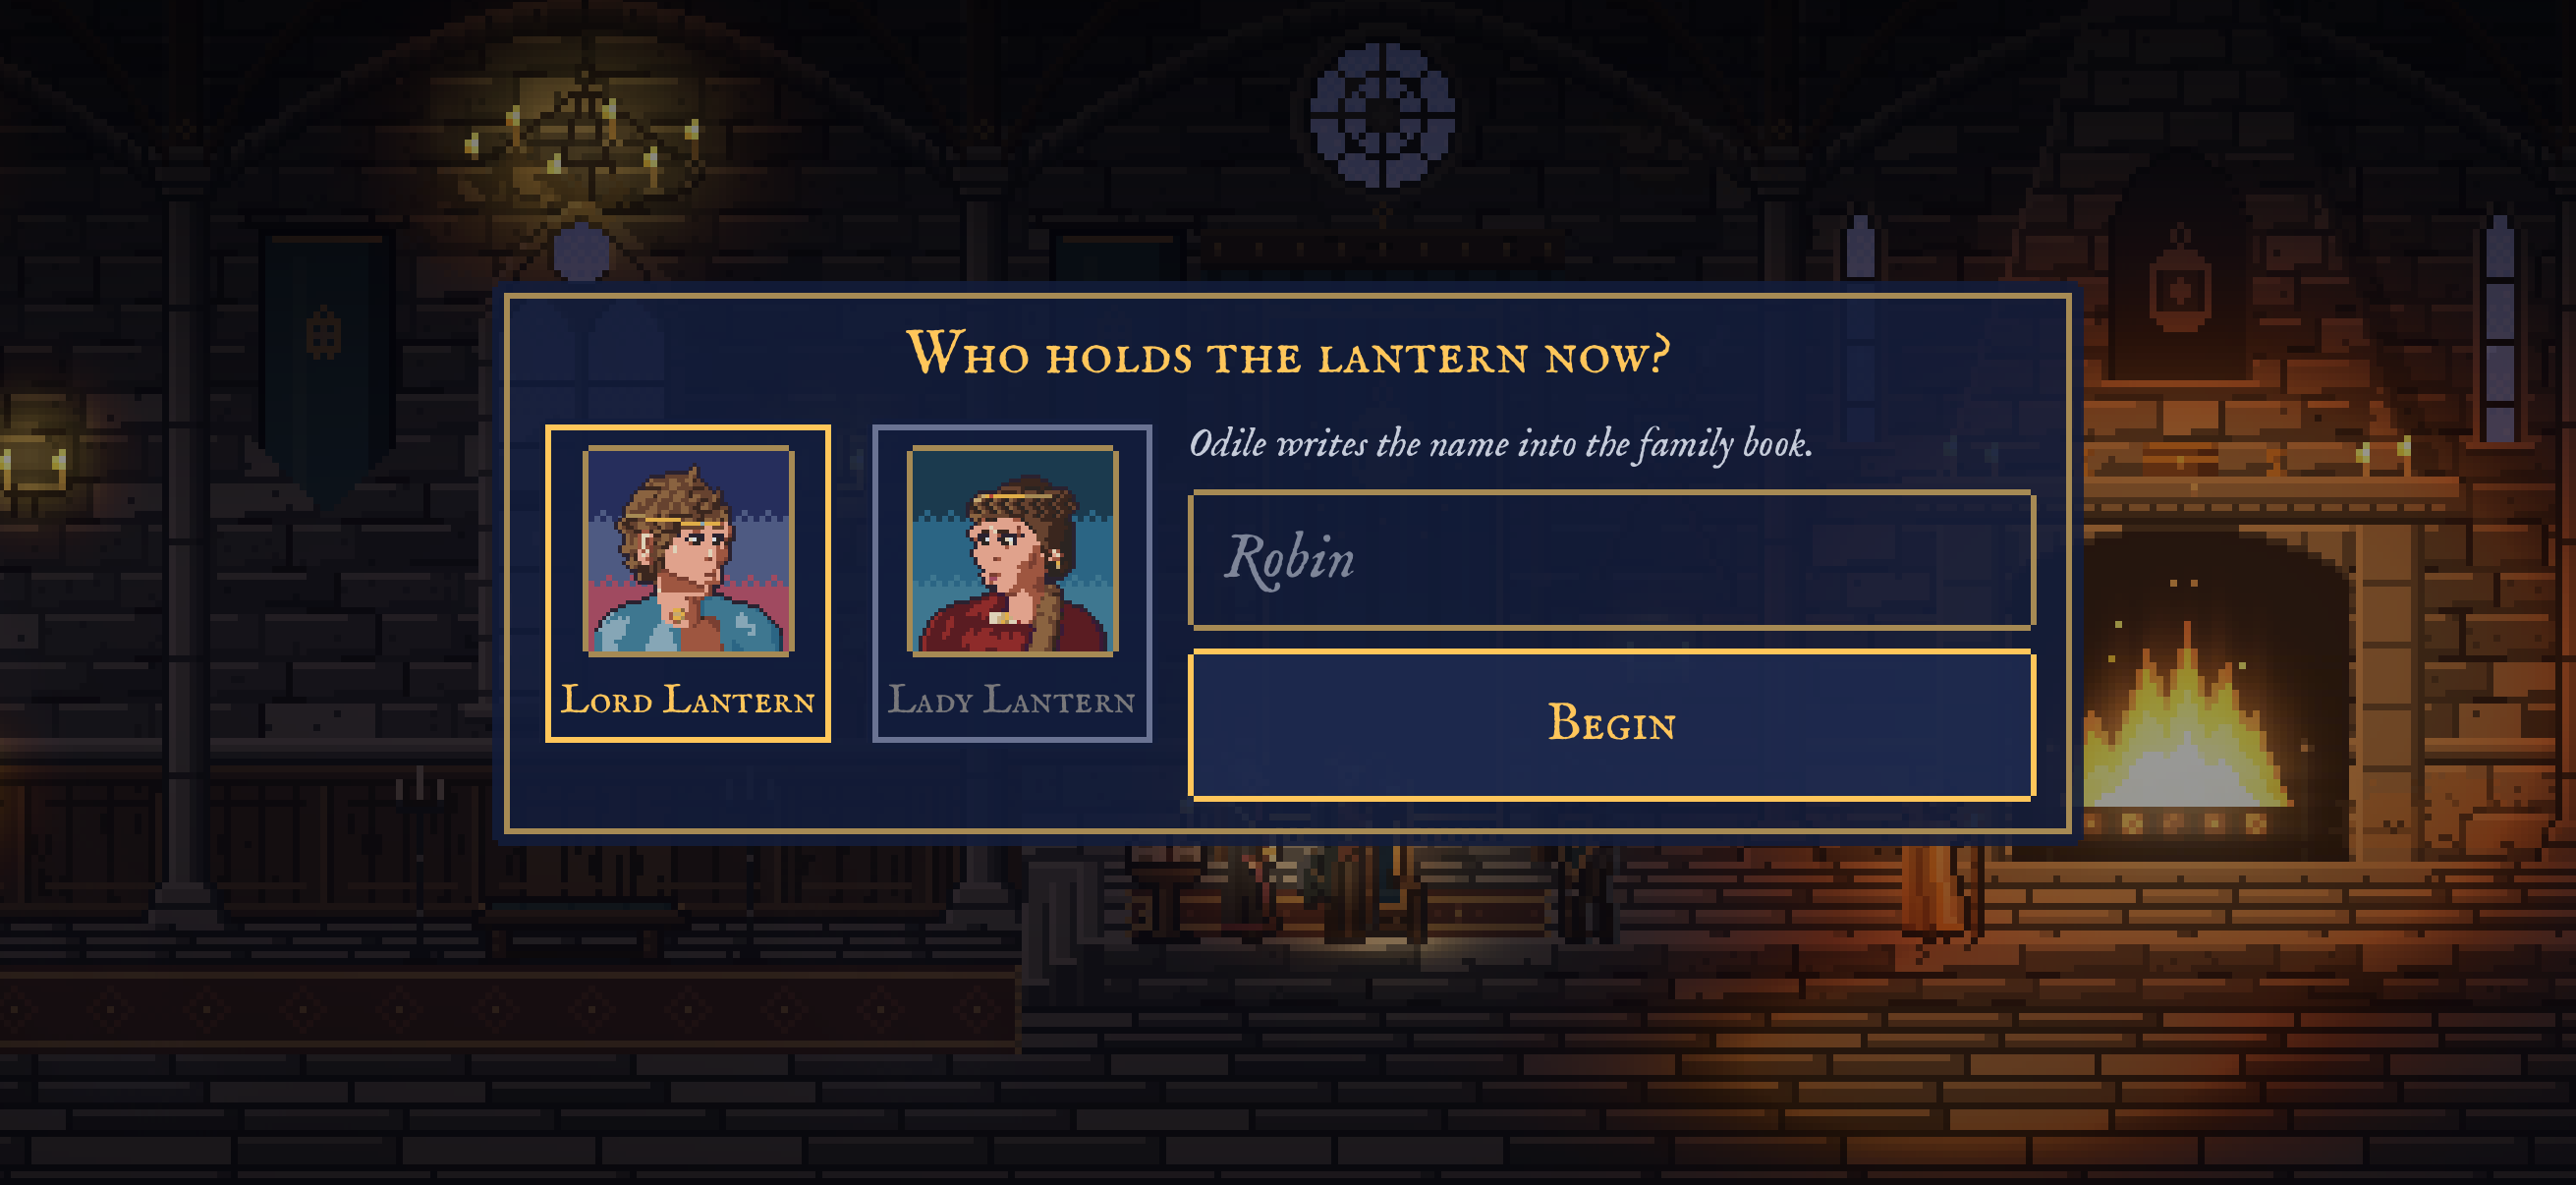 Who holds the lantern now?
Odile writes the name into the family book.
Robin
Lord Lantern
Lady Lantern
Begin